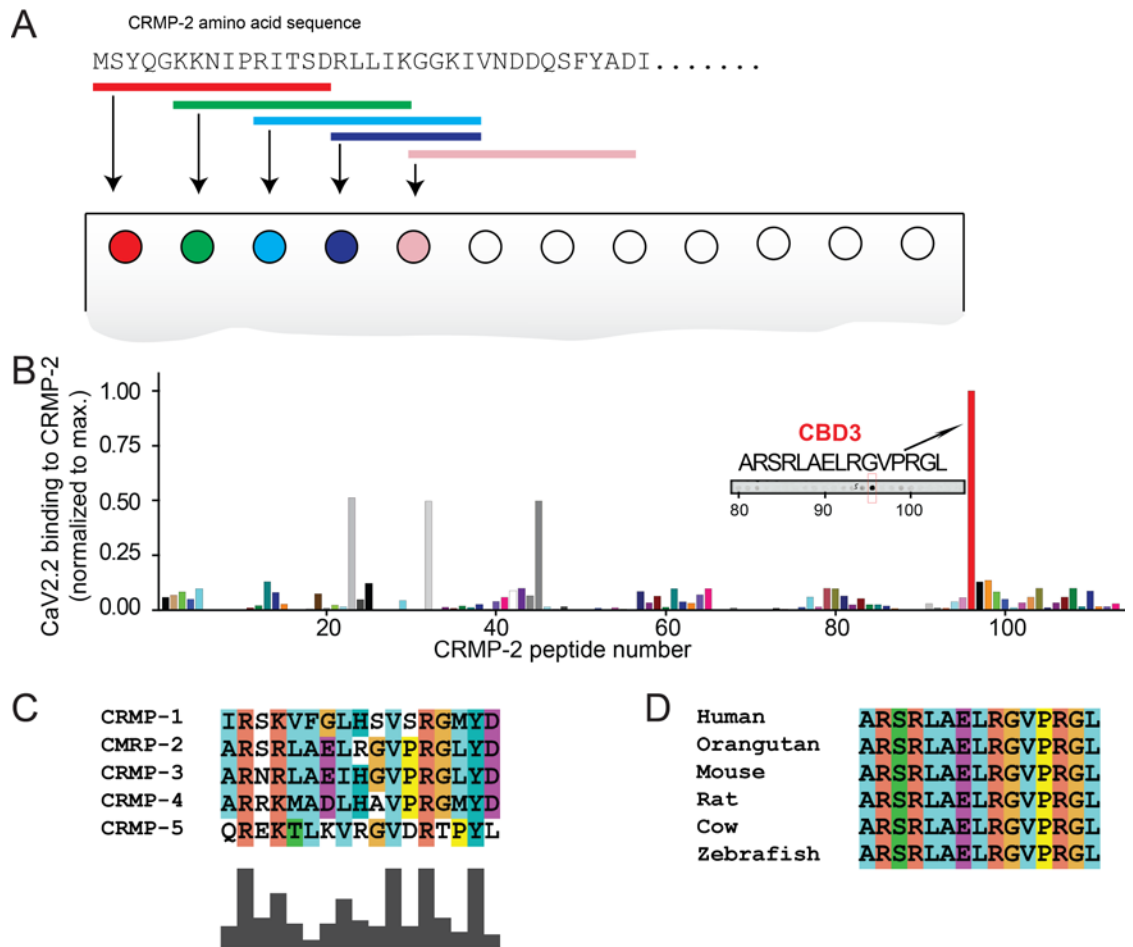 A
CRMP-2 amino acid sequence
MSYQGKKNIPRITSDRLLIKGGKIVNDDQSFYADI.......
B
CaV2.2 binding to CRMP-2
(normalized to max.)
1.00
0.75
0.50
0.25
0.00
CBD3
ARSRLAELRGVPRGL
80 90 100
20 40 60 80 100
CRMP-2 peptide number
C
CRMP-1 IRSKVFGLHSVSRGMYD
CMRP-2 ARSRLAELRGVPRGLYD
CRMP-3 ARNRLAEIHGVPRGLYD
CRMP-4 ARRKMADLHAVPRGMYD
CRMP-5 QREKTLKVRGVDRTPYL
D
Human ARSRLAELRGVPRGL
Orangutan ARSRLAELRGVPRGL
Mouse ARSRLAELRGVPRGL
Rat ARSRLAELRGVPRGL
Cow ARSRLAELRGVPRGL
Zebrafish ARSRLAELRGVPRGL